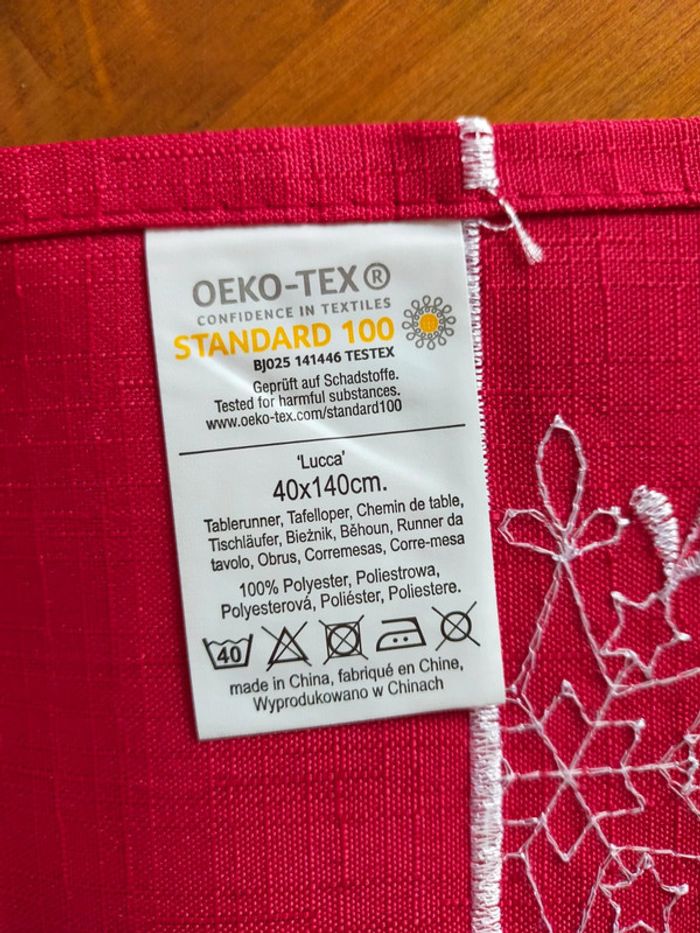 OEKO-TEX®
CONFIDENCE IN TEXTILES
STANDARD 100
BJ025 141446 TESTEX
Geprüft auf Schadstoffe.
Tested for harmful substances.
www.oeko-tex.com/standard100
'Lucca'
40x140cm.
Tablerunner, Tafelloper, Chemin de table,
Tischläufer, Bieżnik, Běhoun, Runner da
tavolo, Obrus, Corremesas, Corre-mesa
100% Polyester, Poliestrowa,
Polyesterová, Poliéster, Poliestere.
40
made in China, fabriqué en Chine,
Wyprodukowano w Chinach